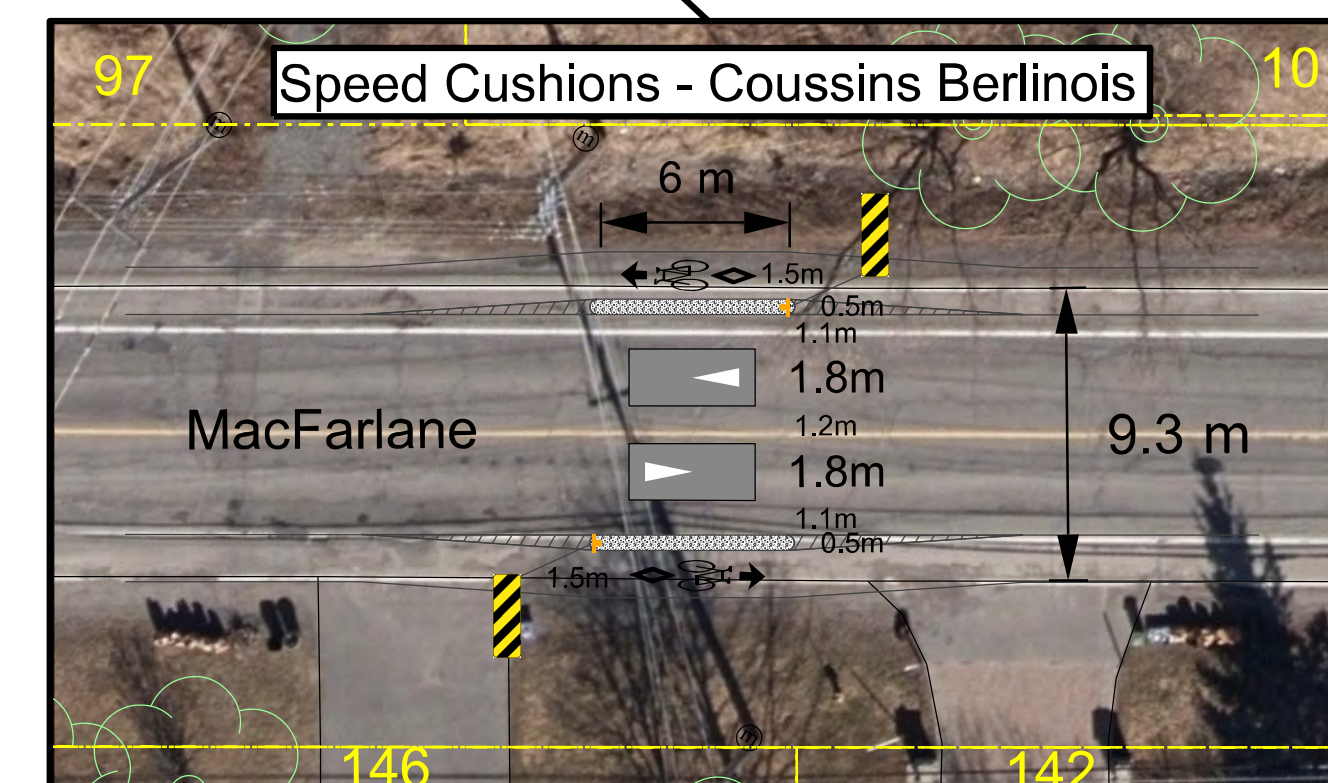 97
Speed Cushions - Coussins Berlinois
10
m
m
6 m
1.5m
0.5m
1.1m
1.8m
MacFarlane
1.2m
9.3 m
1.8m
1.1m
0.5m
1.5m
m
146
142